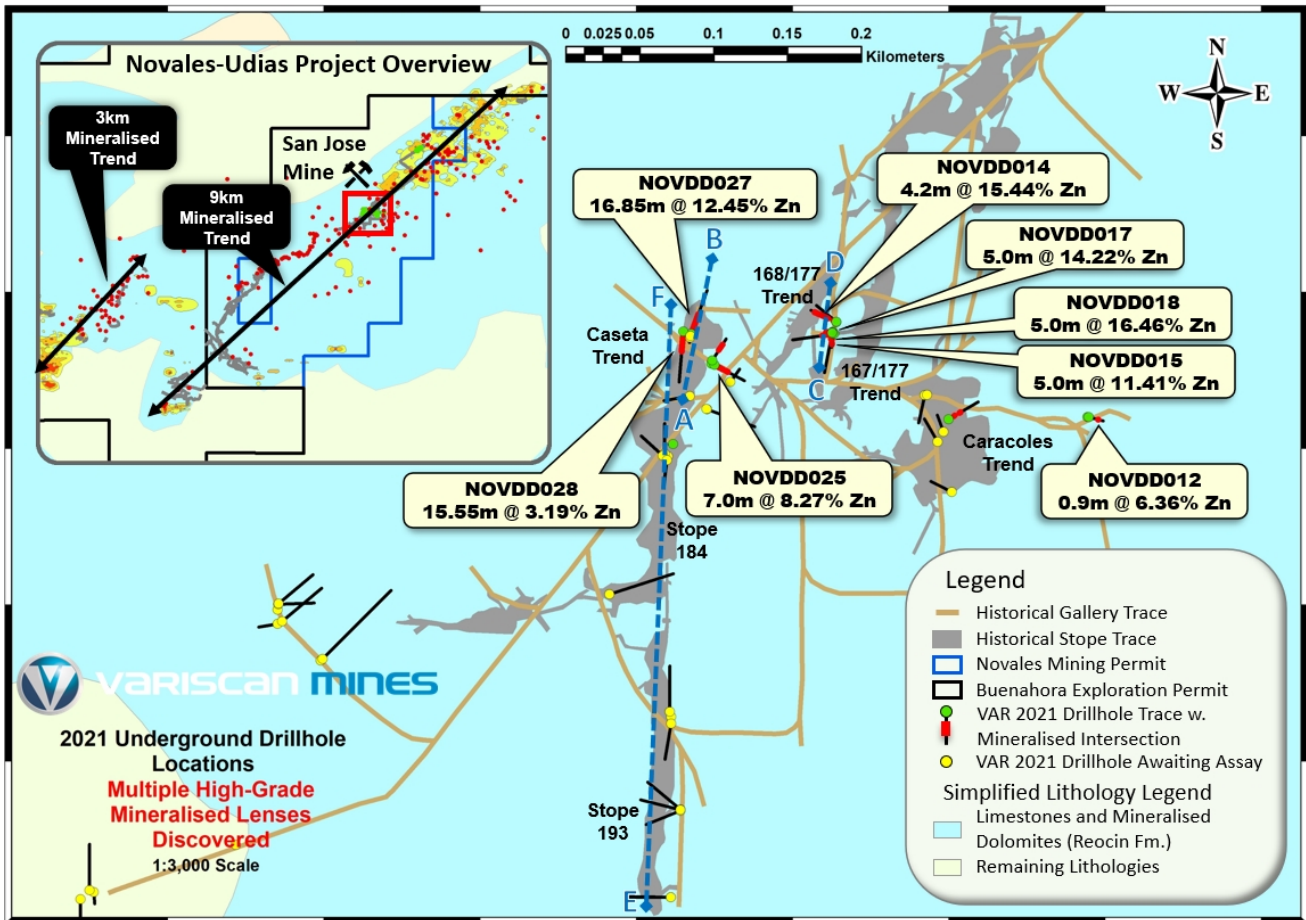 Novales-Udias Project Overview
3km
Mineralised
Trend
9km
Mineralised
Trend
San Jose
Mine
0 0.025 0.05 0.1 0.15 0.2
Kilometers
N
W E
S
NOVDD027
16.85m @ 12.45% Zn
NOVDD014
4.2m @ 15.44% Zn
NOVDD017
5.0m @ 14.22% Zn
NOVDD018
5.0m @ 16.46% Zn
NOVDD015
5.0m @ 11.41% Zn
B
D
168/177
Trend
F
Caseta
Trend
C
167/177
Trend
A
Caracoles
Trend
NOVDD028
15.55m @ 3.19% Zn
NOVDD025
7.0m @ 8.27% Zn
NOVDD012
0.9m @ 6.36% Zn
Stope
184
Stope
193
E
VARISCAN MINES
2021 Underground Drillhole
Locations
Multiple High-Grade
Mineralised Lenses
Discovered
1:3,000 Scale
Legend
Historical Gallery Trace
Historical Stope Trace
Novales Mining Permit
Buenahora Exploration Permit
VAR 2021 Drillhole Trace w.
Mineralised Intersection
VAR 2021 Drillhole Awaiting Assay
Simplified Lithology Legend
Limestones and Mineralised
Dolomites (Reocin Fm.)
Remaining Lithologies